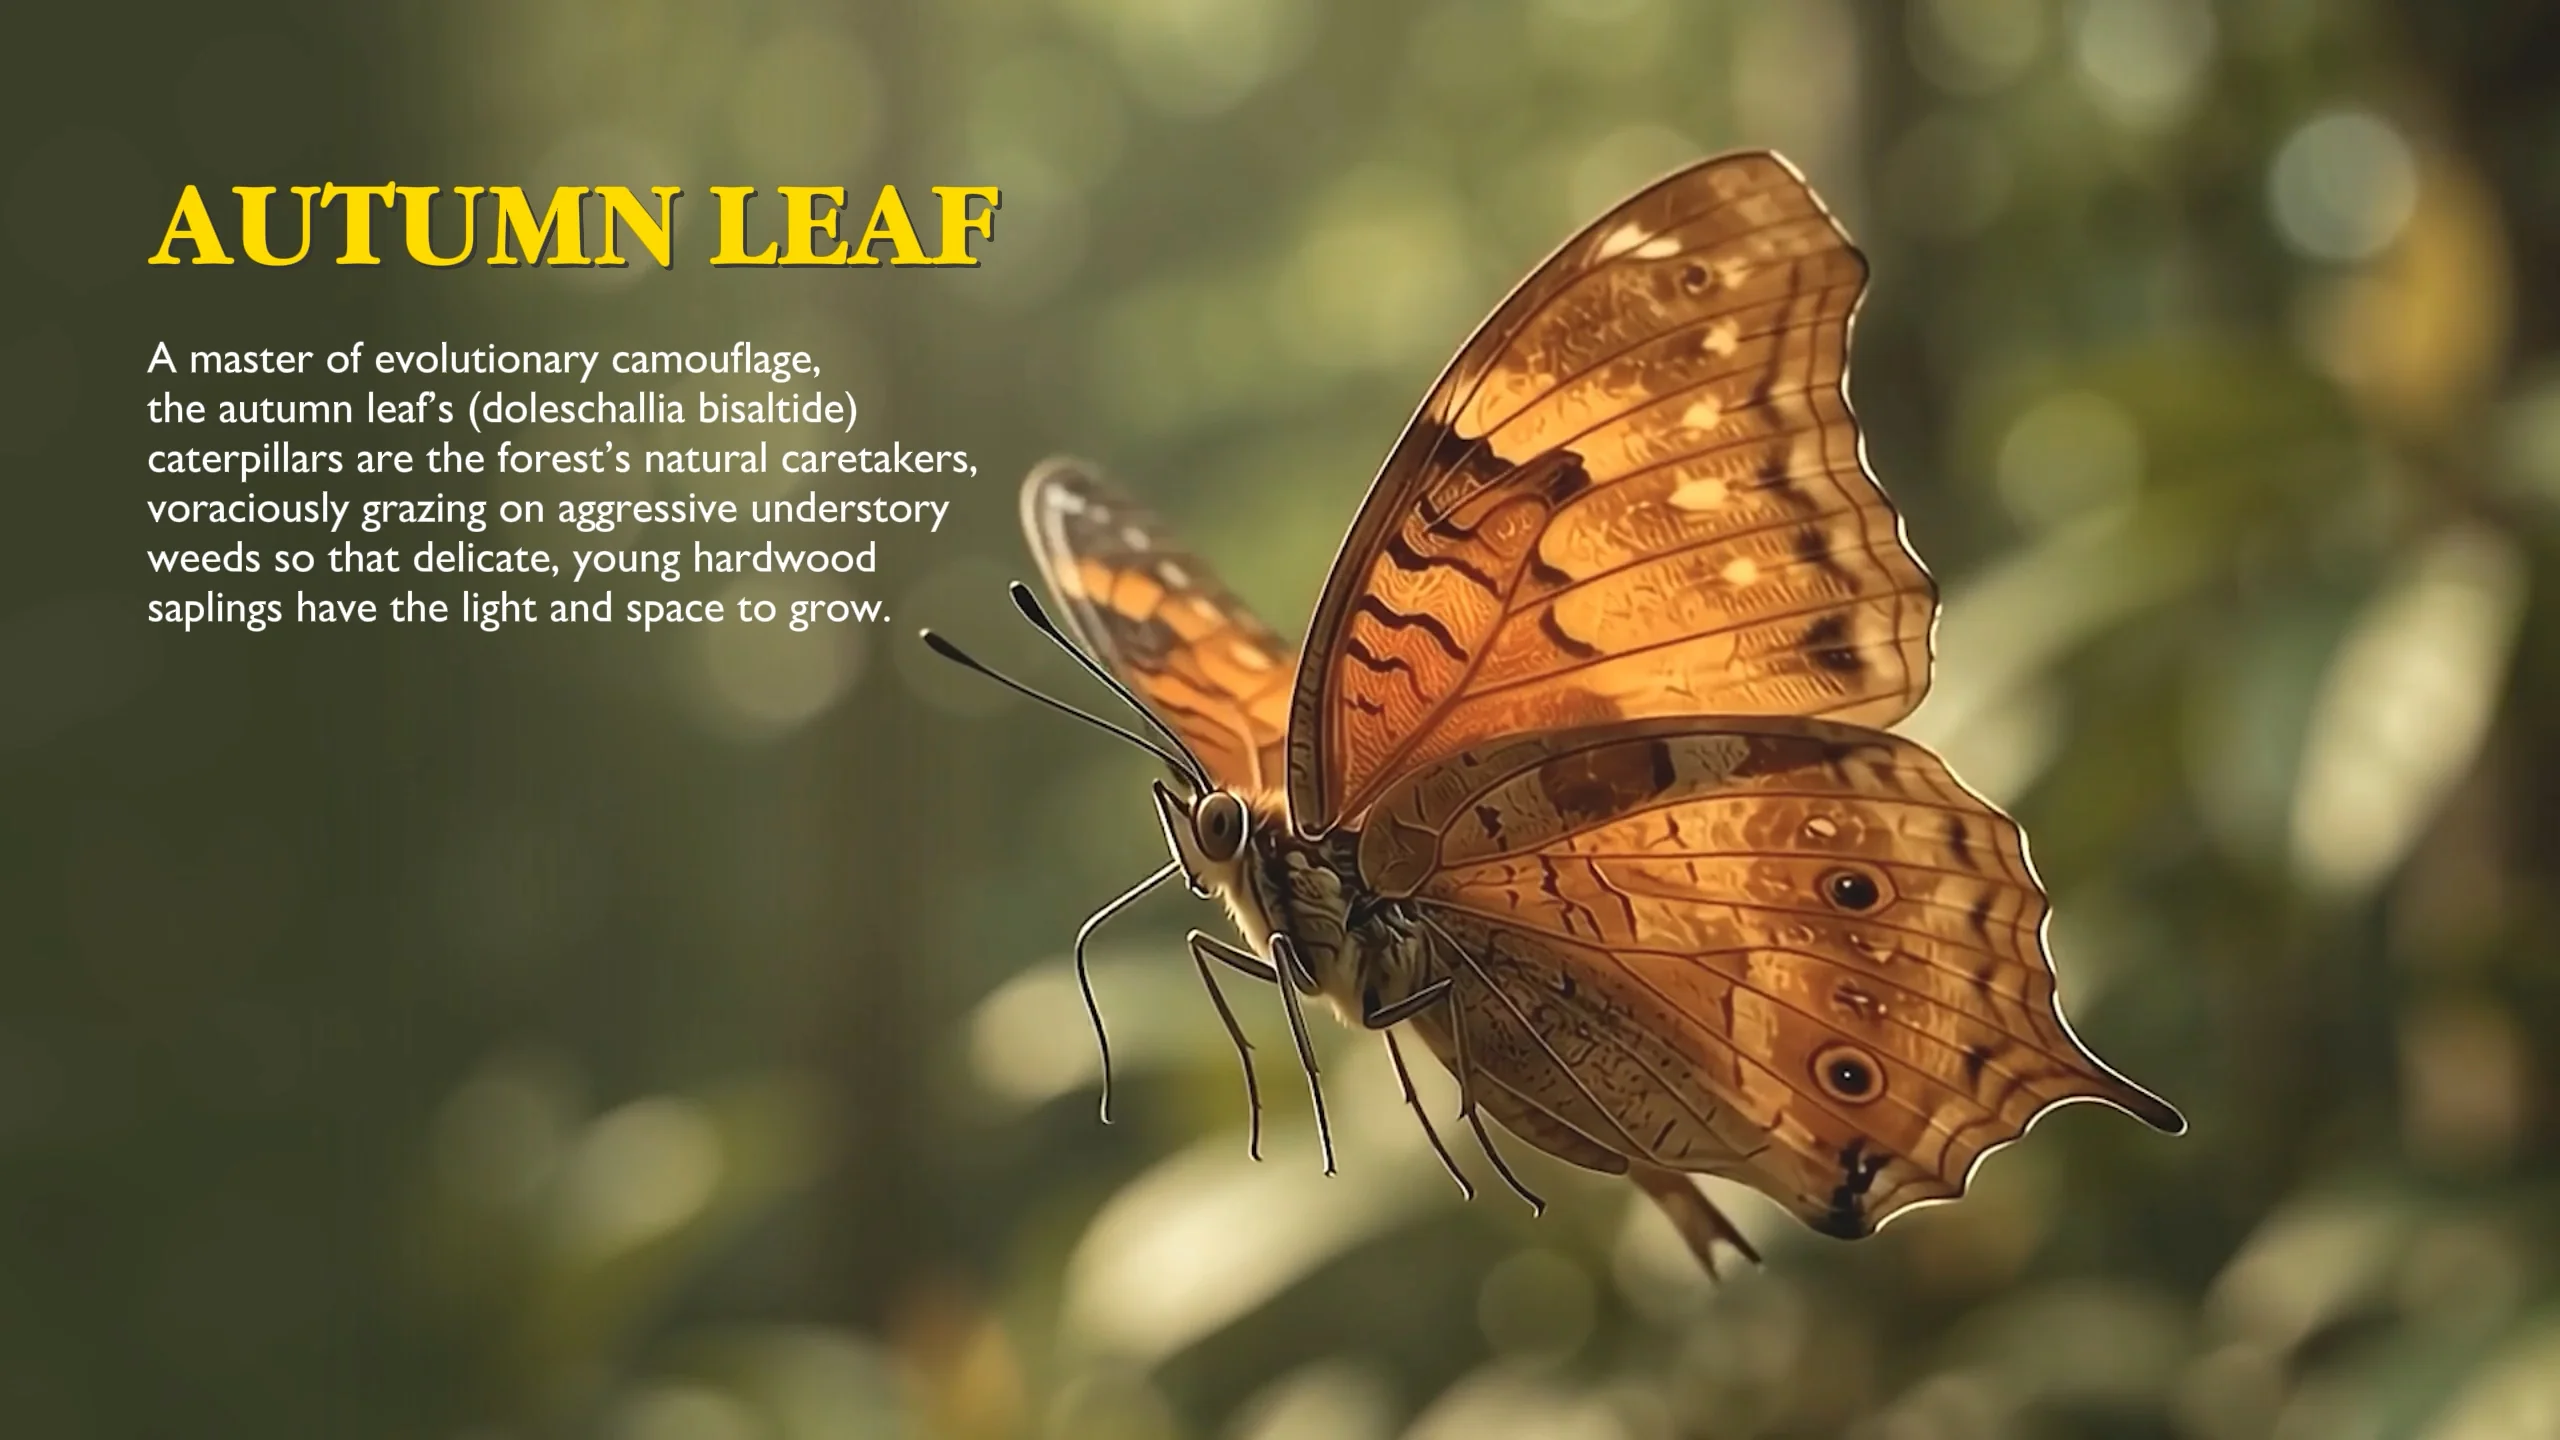 AUTUMN LEAF
A master of evolutionary camouflage,
the autumn leaf’s (doleschallia bisaltide)
caterpillars are the forest’s natural caretakers,
voraciously grazing on aggressive understory
weeds so that delicate, young hardwood
saplings have the light and space to grow.